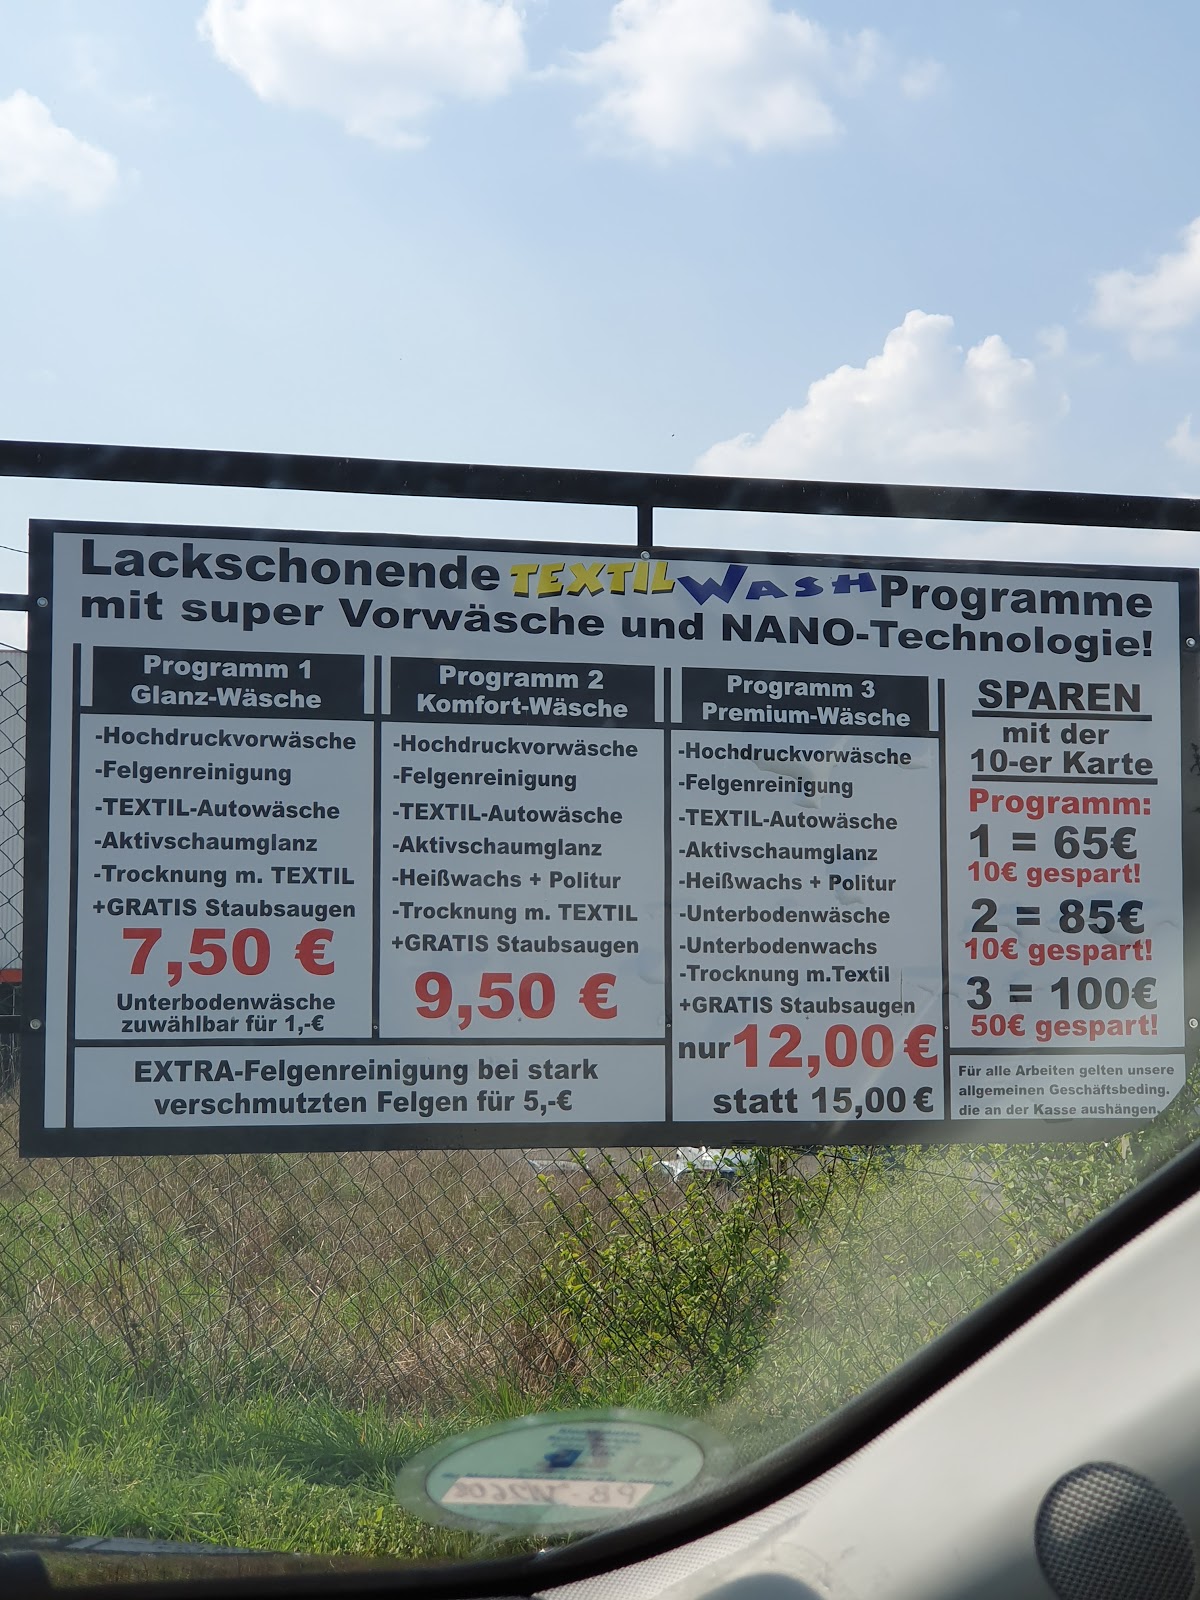 Lackschonende TEXTIL WASH Programme
mit super Vorwäsche und NANO-Technologie!
Programm 1
Glanz-Wäsche
-Hochdruckvorwäsche
-Felgenreinigung
-TEXTIL-Autowäsche
-Aktivschaumglanz
-Trocknung m. TEXTIL
+GRATIS Staubsaugen
7,50 €
Unterbodenwäsche
zuwählbar für 1,-€
Programm 2
Komfort-Wäsche
-Hochdruckvorwäsche
-Felgenreinigung
-TEXTIL-Autowäsche
-Aktivschaumglanz
-Heißwachs + Politur
-Trocknung m. TEXTIL
+GRATIS Staubsaugen
9,50 €
EXTRA-Felgenreinigung bei stark
verschmutzten Felgen für 5,-€
Programm 3
Premium-Wäsche
-Hochdruckvorwäsche
-Felgenreinigung
-TEXTIL-Autowäsche
-Aktivschaumglanz
-Heißwachs + Politur
-Unterbodenwäsche
-Unterbodenwachs
-Trocknung m.Textil
+GRATIS Staubsaugen
nur 12,00 €
statt 15,00 €
SPAREN
mit der
10-er Karte
Programm:
1 = 65€
10€ gespart!
2 = 85€
10€ gespart!
3 = 100€
50€ gespart!
Für alle Arbeiten gelten unsere
allgemeinen Geschäftsbeding.
die an der Kasse aushängen.